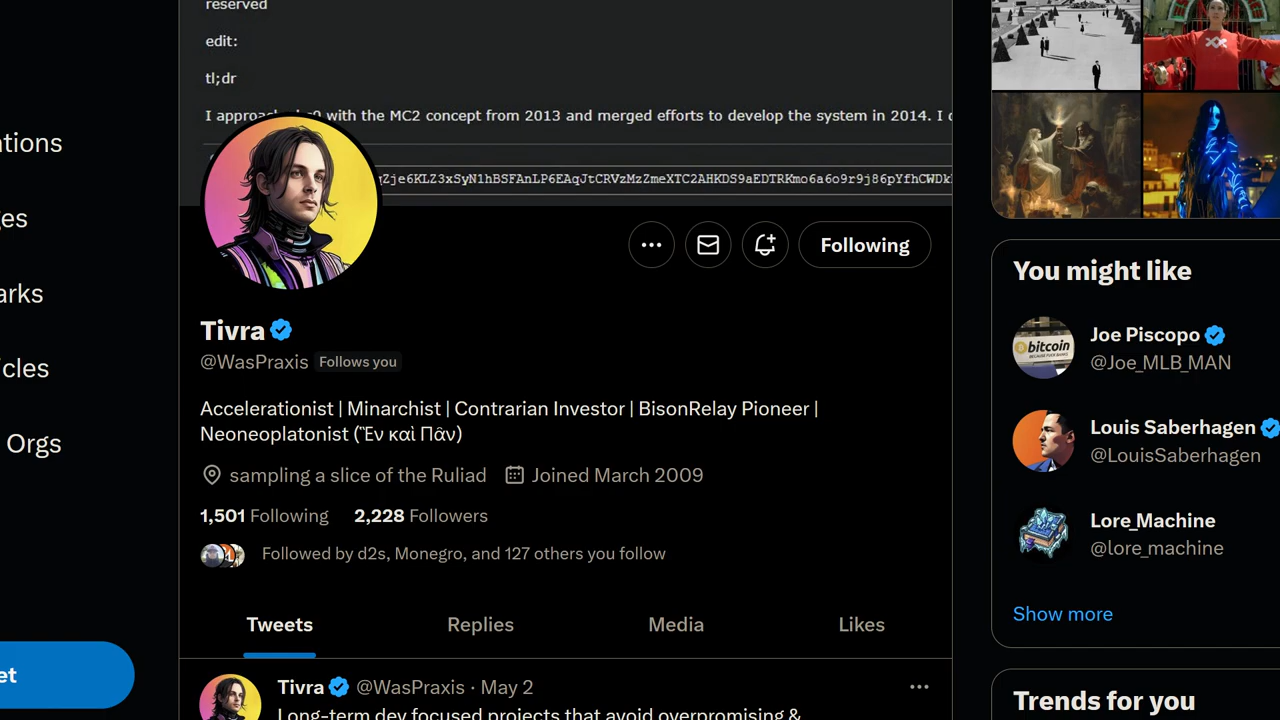 reserved
edit:
tl;dr
with the MC2 concept from 2013 and merged efforts to develop the system in 2014. I
Zje6KLZ3xSyN1hBSFAnLP6EAqJtCRVzMzZmeXTC2AHKDS9aEDTRKmo6a6o9r9j86pYfhCWDk
ations
ges
arks
icles
Orgs
et
Following
Tivra
@WasPraxis Follows you
Accelerationist | Minarchist | Contrarian Investor | BisonRelay Pioneer |
Neoneoplatonist (Ἓν καὶ Πᾶν)
sampling a slice of the Ruliad Joined March 2009
1,501 Following 2,228 Followers
Followed by d2s, Monegro, and 127 others you follow
Tweets Replies Media Likes
Tivra @WasPraxis · May 2
Long-term dev focused projects that avoid overpromising &
You might like
bitcoin
Joe Piscopo
@Joe_MLB_MAN
Louis Saberhagen
@LouisSaberhagen
Lore_Machine
@lore_machine
Show more
Trends for you